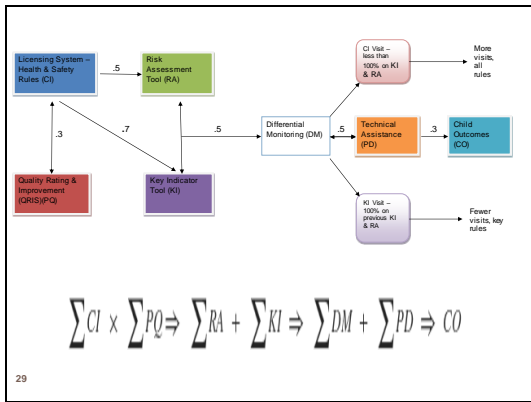 CI Visit –
less than
100% on KI
& RA
More
visits,
all
rules
Licensing System –
Health & Safety
Rules (CI)
.5
Risk
Assessment
Tool (RA)
.3
.7
.5
Differential
Monitoring (DM)
.5
Technical
Assistance
(PD)
.3
Child
Outcomes
(CO)
Quality Rating &
Improvement
(QRIS)(PQ)
Key Indicator
Tool (KI)
KI Visit –
100% on
previous KI
& RA
Fewer
visits, key
rules
∑CI × ∑PQ⇒ ∑RA + ∑KI ⇒ ∑DM + ∑PD ⇒ CO
29